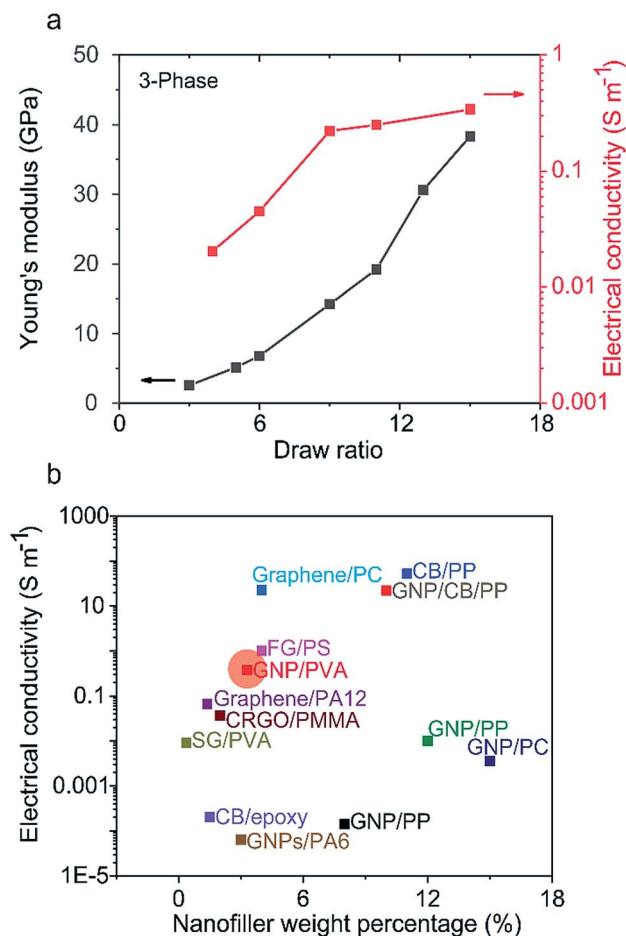 a
3-Phase
50
40
30
20
10
0
Young's modulus (GPa)
1
0.1
0.01
0.001
Electrical conductivity (S m⁻¹)
0 6 12 18
Draw ratio
b
1000
10
0.1
0.001
1E-5
Electrical conductivity (S m⁻¹)
Graphene/PC
CB/PP
GNP/CB/PP
FG/PS
GNP/PVA
Graphene/PA12
CRGO/PMMA
SG/PVA
GNP/PP
GNP/PC
CB/epoxy
GNP/PP
GNPs/PA6
0 6 12 18
Nanofiller weight percentage (%)